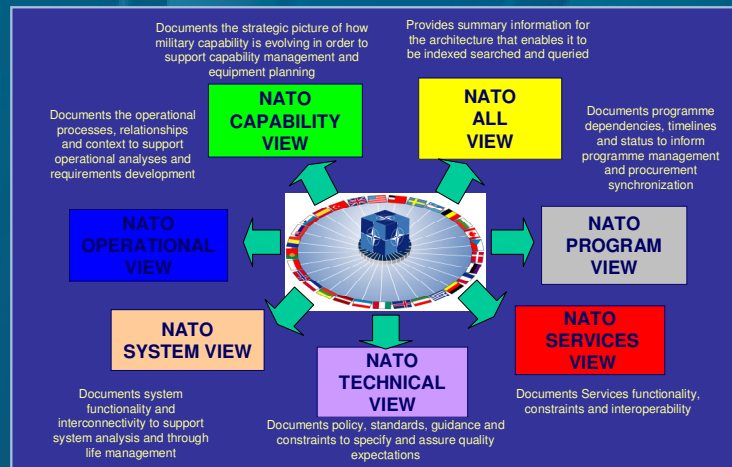 Documents the strategic picture of how
military capability is evolving in order to
support capability management and
equipment planning
Provides summary information for
the architecture that enables it to
be indexed searched and queried
NATO
CAPABILITY
VIEW
NATO
ALL
VIEW
Documents the operational
processes, relationships
and context to support
operational analyses and
requirements development
Documents programme
dependencies, timelines
and status to inform
programme management
and procurement
synchronization
NATO
OPERATIONAL
VIEW
NATO
PROGRAM
VIEW
NATO
SYSTEM VIEW
NATO
TECHNICAL
VIEW
NATO
SERVICES
VIEW
Documents system
functionality and
interconnectivity to support
system analysis and through
life management
Documents policy, standards, guidance and
constraints to specify and assure quality
expectations
Documents Services functionality,
constraints and interoperability